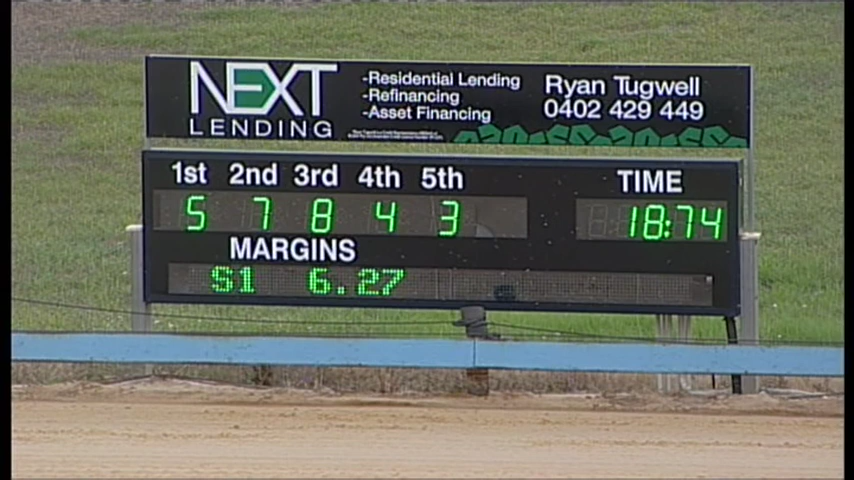 NEXT
LENDING
-Residential Lending
-Refinancing
-Asset Financing
Ryan Tugwell
0402 429 449
1st 2nd 3rd 4th 5th TIME
5 7 8 4 3 18:74
MARGINS
S1 6.27